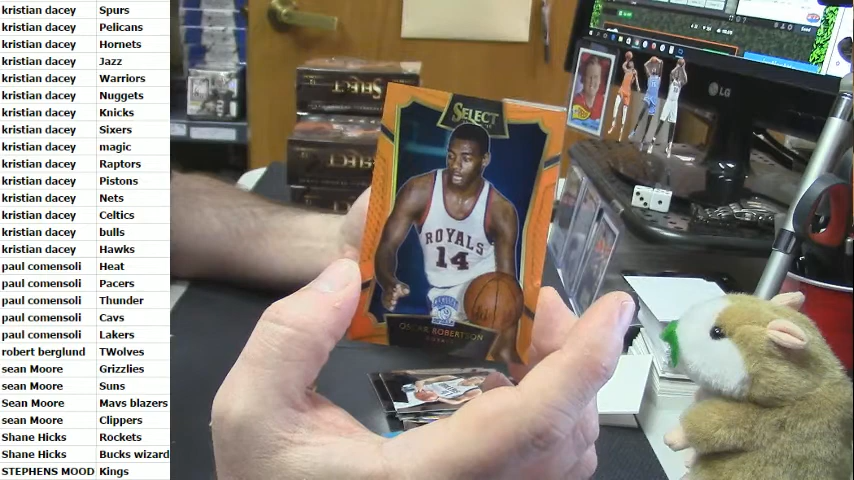 kristian dacey Spurs
kristian dacey Pelicans
kristian dacey Hornets
kristian dacey Jazz
kristian dacey Warriors
kristian dacey Nuggets
kristian dacey Knicks
kristian dacey Sixers
kristian dacey magic
kristian dacey Raptors
kristian dacey Pistons
kristian dacey Nets
kristian dacey Celtics
kristian dacey bulls
kristian dacey Hawks
paul comensoli Heat
paul comensoli Pacers
paul comensoli Thunder
paul comensoli Cavs
paul comensoli Lakers
robert berglund TWolves
sean Moore Grizzlies
sean Moore Suns
Sean Moore Mavs blazers
sean Moore Clippers
Shane Hicks Rockets
Shane Hicks Bucks wizard
STEPHENS MOOD Kings
SELECT
SELECT
SELECT
SELECT
ROYALS
14
OSCAR ROBERTSON
LG